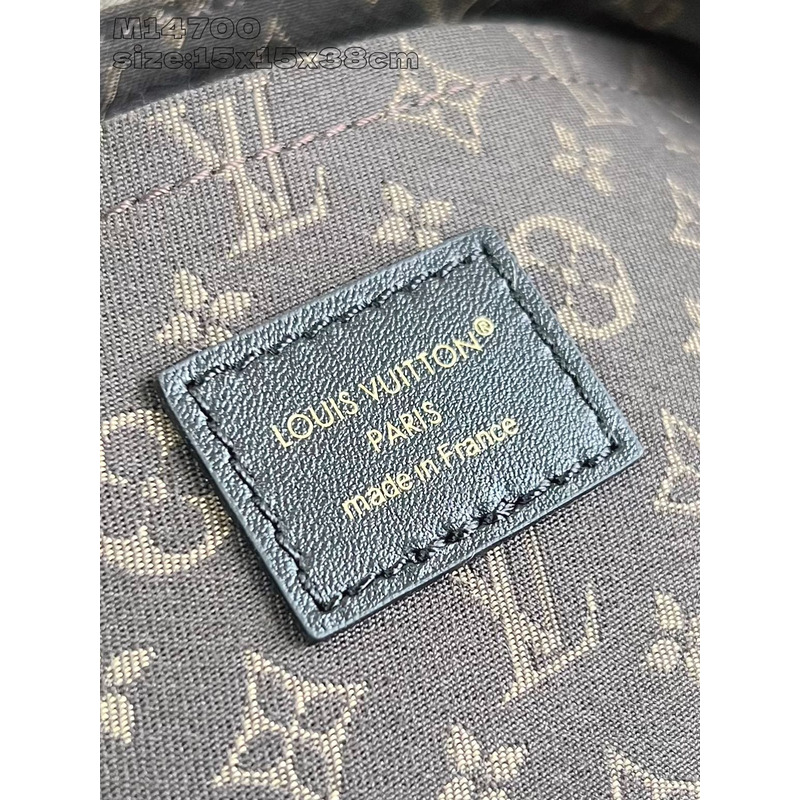 M14700
size:15x15x38cm
LOUIS VUITTON®
PARIS
made in France